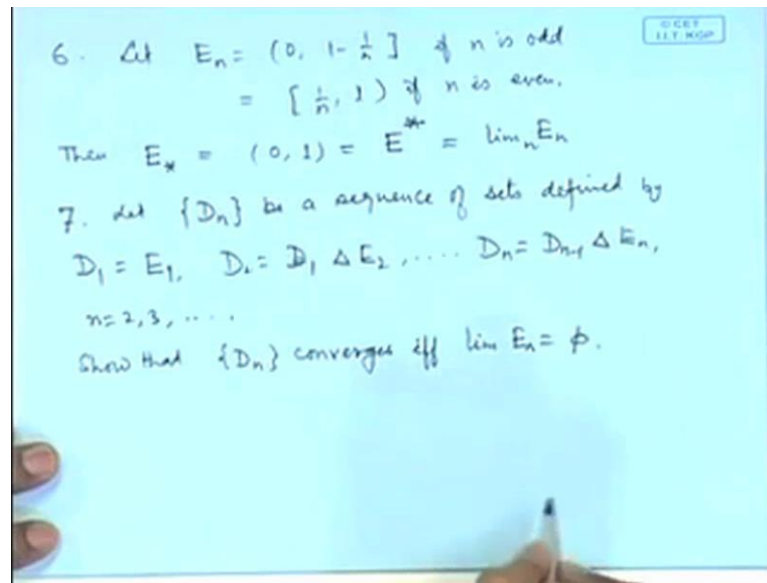 © CET
I.I.T. KGP
6. Let Eₙ = (0, 1 - 1/n ] if n is odd
= [ 1/n, 1) if n is even.
Then E_* = (0, 1) = E^* = limₙ Eₙ
7. Let {Dₙ} be a sequence of sets defined by
D₁ = E₁, D₂ = D₁ Δ E₂, .... Dₙ = Dₙ₋₁ Δ Eₙ,
n = 2, 3, ....
Show that {Dₙ} converges iff lim Eₙ = ϕ.